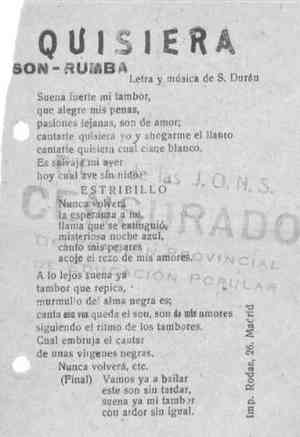 QUISIERA
SON-RUMBA
Letra y música de S. Durán
Suena fuerte mi tambor,
que alegre mis penas,
pasiones lejanas, son de amor;
cantarte quisiera yo y ahogarme el llanto
cantarte quisiera cual cisne blanco.
Es salvaje mi ayer
hoy cual ave sin nido.
de las J.O.N.S.
ESTRIBILLO
CENSURADO
Nunca volverá
la esperanza a mí,
llama que se extinguió,
misteriosa noche azul,
canto mis pesares
acoje el rezo de mis amores.
PROVINCIAL
POPULAR
A lo lejos suena ya
tambor que repica,
murmullo del alma negra es;
canta esa voz queda el son, son de mis amores
siguiendo el ritmo de los tambores.
Cual embruja el cantar
de unas vírgenes negras.
Nunca volverá, etc.
(Final) Vamos ya a bailar
este son sin tardar,
suena ya mi tambor
con ardor sin igual.
Imp. Rodas, 26. Madrid